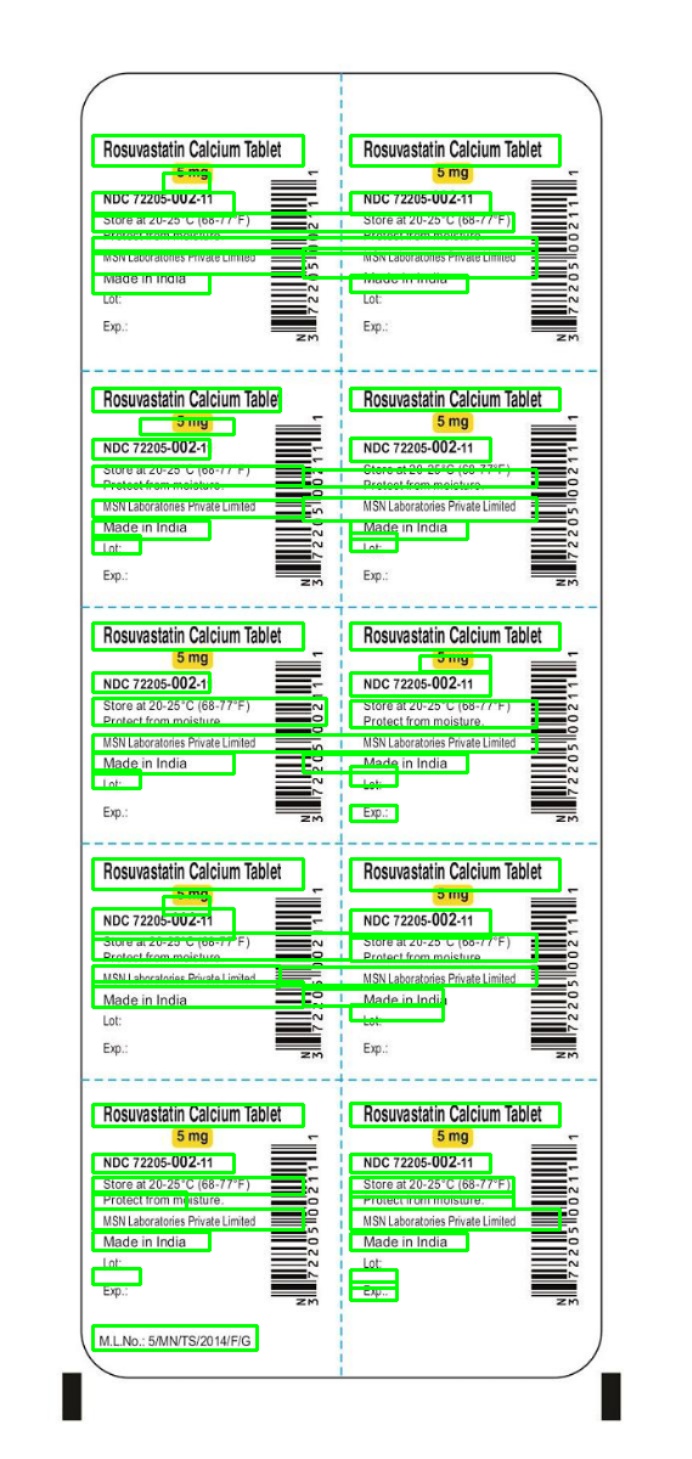 Rosuvastatin Calcium Tablet
5 mg
NDC 72205-002-11
Store at 20-25°C (68-77°F)
Protect from moisture.
MSN Laboratories Private Limited
Made in India
Lot:
Exp.:
N
3 72205 00211 1
Rosuvastatin Calcium Tablet
5 mg
NDC 72205-002-11
Store at 20-25°C (68-77°F)
Protect from moisture.
MSN Laboratories Private Limited
Made in India
Lot:
Exp.:
N
3 72205 00211 1
Rosuvastatin Calcium Tablet
5 mg
NDC 72205-002-1
Store at 20-25°C (68-77°F)
Protect from moisture.
MSN Laboratories Private Limited
Made in India
Lot:
Exp.:
N
3 72205 00211 1
Rosuvastatin Calcium Tablet
5 mg
NDC 72205-002-11
Store at 20-25°C (68-77°F)
Protect from moisture.
MSN Laboratories Private Limited
Made in India
Lot:
Exp.:
N
3 72205 00211 1
Rosuvastatin Calcium Tablet
5 mg
NDC 72205-002-1
Store at 20-25°C (68-77°F)
Protect from moisture.
MSN Laboratories Private Limited
Made in India
Lot:
Exp.:
N
3 72205 00211 1
Rosuvastatin Calcium Tablet
5 mg
NDC 72205-002-11
Store at 20-25°C (68-77°F)
Protect from moisture.
MSN Laboratories Private Limited
Made in India
Lot:
Exp.:
N
3 72205 00211 1
Rosuvastatin Calcium Tablet
5 mg
NDC 72205-002-11
Store at 20-25°C (68-77°F)
Protect from moisture.
MSN Laboratories Private Limited
Made in India
Lot:
Exp.:
N
3 72205 00211 1
Rosuvastatin Calcium Tablet
5 mg
NDC 72205-002-11
Store at 20-25°C (68-77°F)
Protect from moisture.
MSN Laboratories Private Limited
Made in India
Lot:
Exp.:
N
3 72205 00211 1
Rosuvastatin Calcium Tablet
5 mg
NDC 72205-002-11
Store at 20-25°C (68-77°F)
Protect from moisture.
MSN Laboratories Private Limited
Made in India
Lot:
Exp.:
N
3 72205 00211 1
Rosuvastatin Calcium Tablet
5 mg
NDC 72205-002-11
Store at 20-25°C (68-77°F)
Protect from moisture.
MSN Laboratories Private Limited
Made in India
Lot:
Exp.:
N
3 72205 00211 1
M.L.No.: 5/MN/TS/2014/F/G